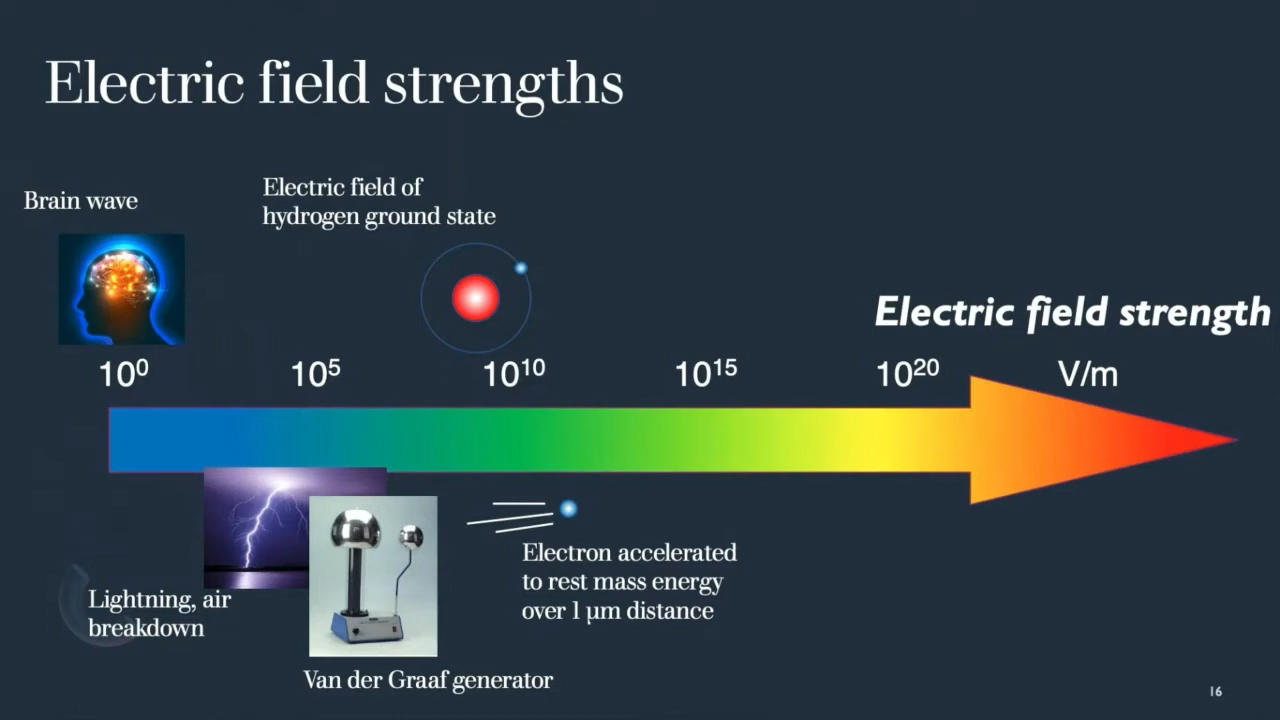 Electric field strengths
Brain wave
Electric field of
hydrogen ground state
Electric field strength
10⁰ 10⁵ 10¹⁰ 10¹⁵ 10²⁰ V/m
Electron accelerated
to rest mass energy
over 1 µm distance
Lightning, air
breakdown
Van der Graaf generator
16